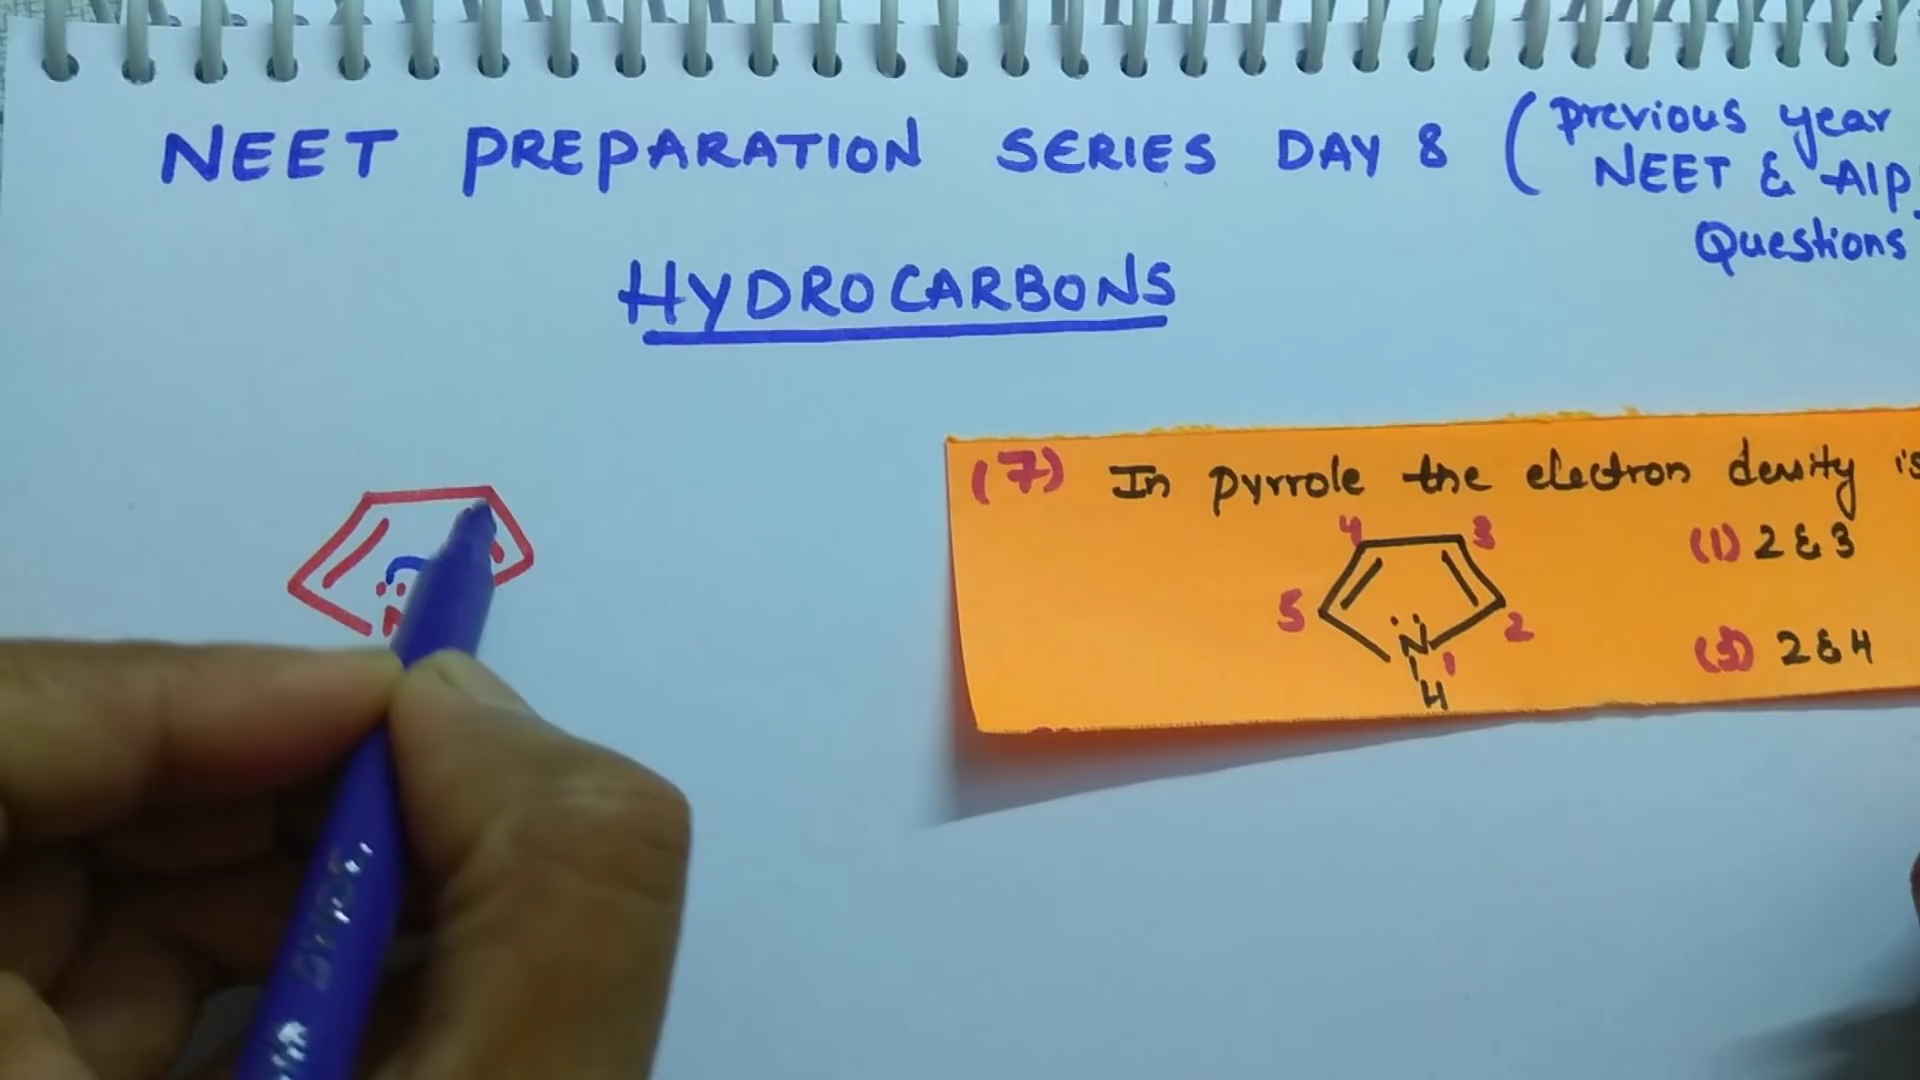 NEET PREPARATION SERIES DAY 8 (previous year
NEET & AIP
Questions
HYDROCARBONS
(7) In pyrrole the electron density is
4 3
(1) 2 & 3
5 N 2
1
H
(3) 2 & 4